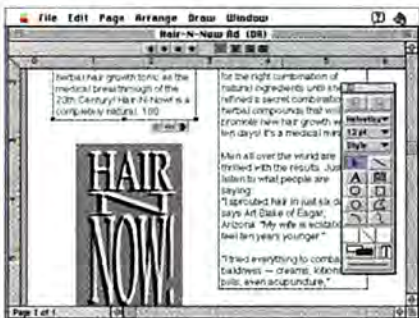 File Edit Page Arrange Draw Window
Hair-N-Now Ad (DR)
herbal hair growth tonic as the
medical breakthrough of the
20th Century! Hair-N-Now! is a
completely natural, 100
HAIR
N
NOW!
for the right combination of
natural ingredients until she
refined a secret combination
herbal compounds that will
promote new hair growth
ten days! It's a medical
Men all over the world are
thrilled with the results. Just
listen to what people are
saying:
"I sprouted hair in just six
says Art Blake of Eagar,
Arizona. "My wife is
feel ten years younger."
"I tried everything to
baldness — creams, lotions
pills, even acupuncture,"
Helvetica
12 pt
Style
A
Page 1 of 1